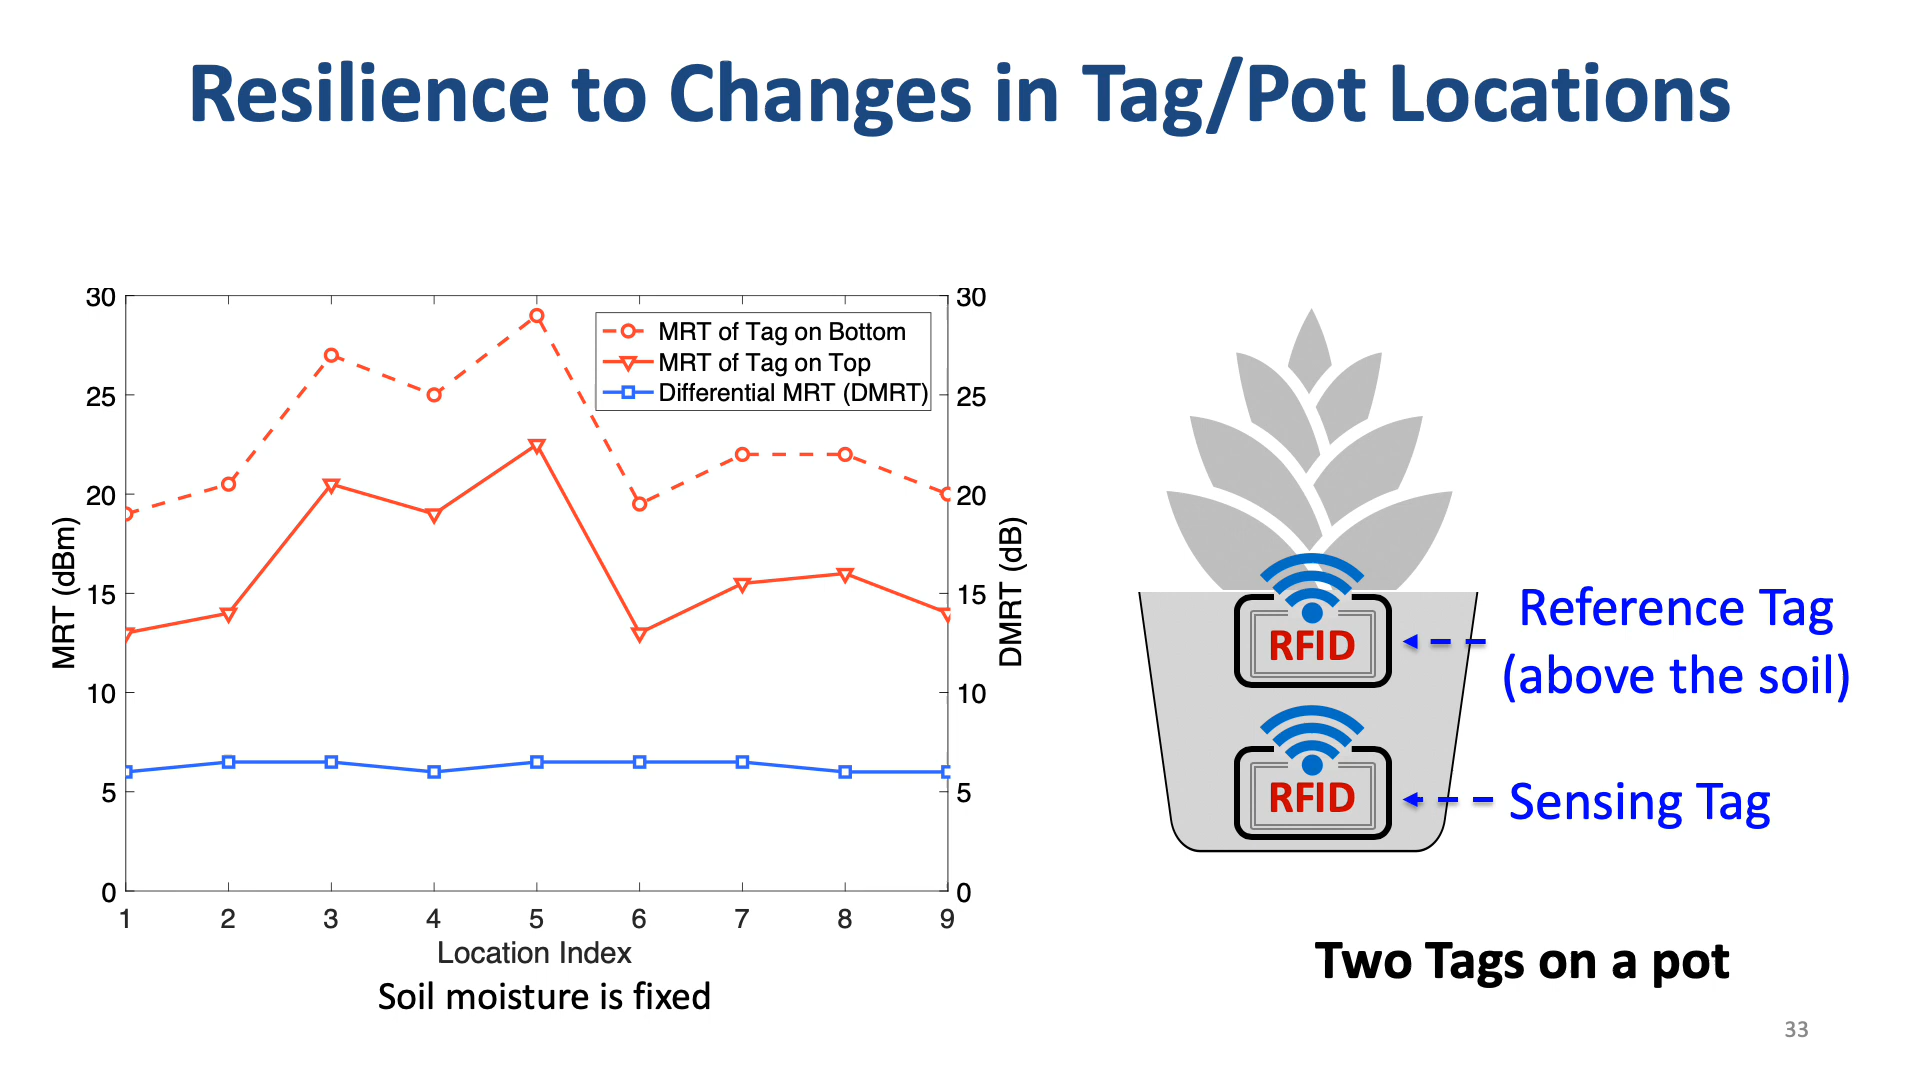 Resilience to Changes in Tag/Pot Locations
30
25
20
15
10
5
0
MRT (dBm)
30
25
20
15
10
5
0
DMRT (dB)
MRT of Tag on Bottom
MRT of Tag on Top
Differential MRT (DMRT)
1 2 3 4 5 6 7 8 9
Location Index
Soil moisture is fixed
RFID
Reference Tag
(above the soil)
RFID
Sensing Tag
Two Tags on a pot
33